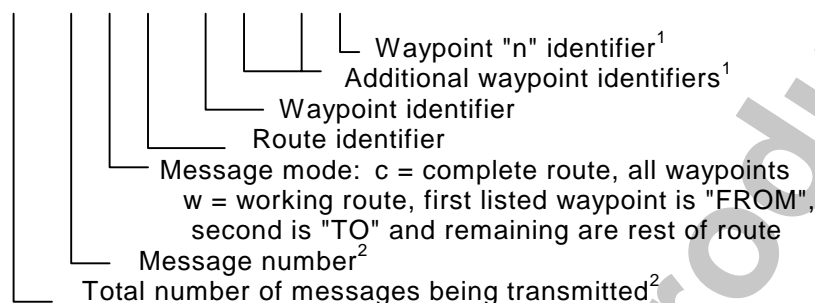 Waypoint "n" identifier1
Additional waypoint identifiers1
Waypoint identifier
Route identifier
Message mode: c = complete route, all waypoints
w = working route, first listed waypoint is "FROM",
second is "TO" and remaining are rest of route
Message number2
Total number of messages being transmitted2